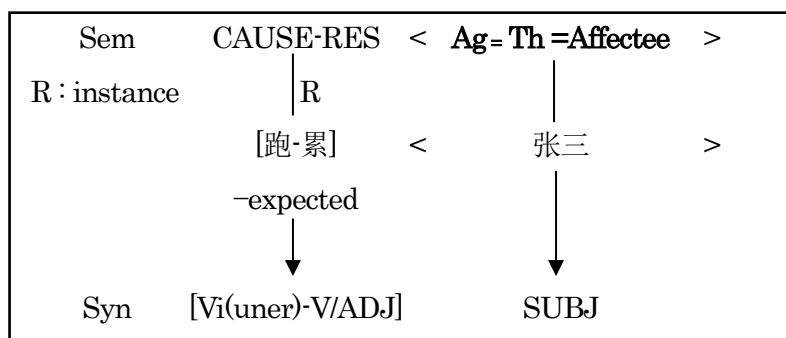 Sem CAUSE-RES < Ag = Th =Affectee >
R : instance R
[跑-累] < 张三 >
−expected
Syn [Vi(uner)-V/ADJ] SUBJ